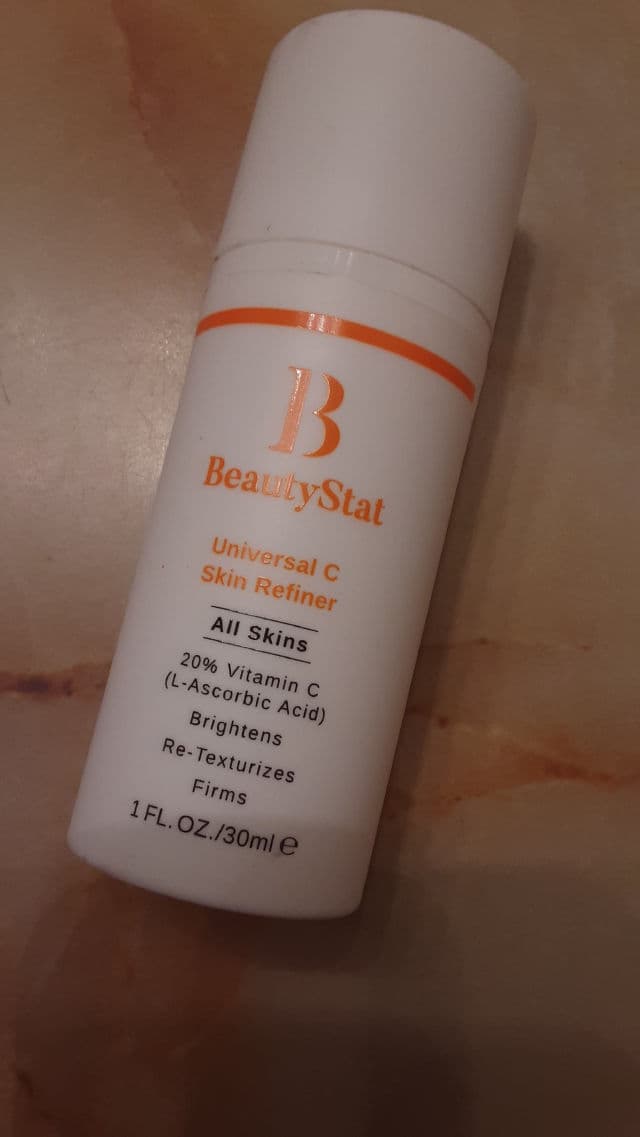 B
BeautyStat
Universal C
Skin Refiner
All Skins
20% Vitamin C
(L-Ascorbic Acid)
Brightens
Re-Texturizes
Firms
1 FL. OZ./30ml ℮